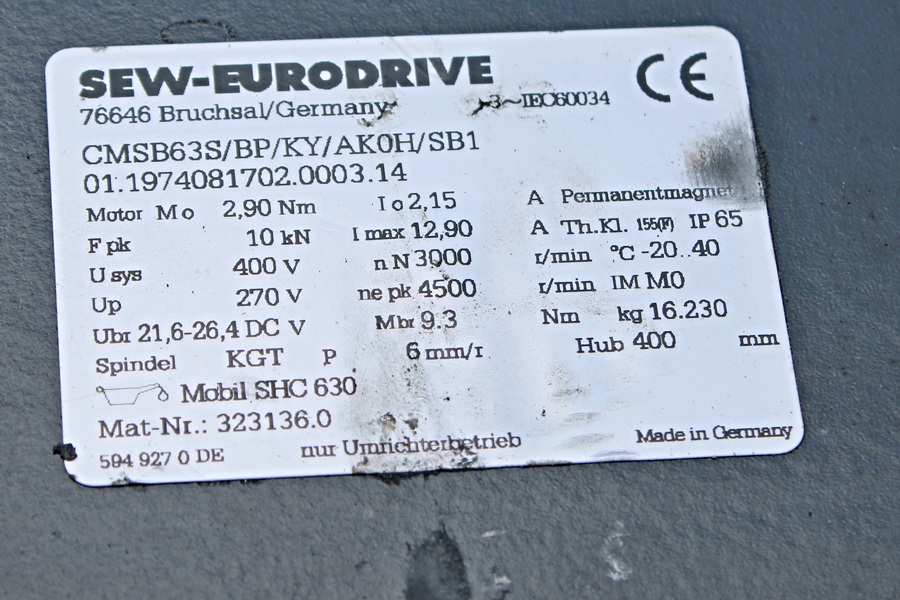 SEW-EURODRIVE
76646 Bruchsal/Germany 3~IEC60034 CE
CMSB63S/BP/KY/AK0H/SB1
01.1974081702.0003.14
Motor Mo 2,90 Nm Io 2,15 A Permanentmagnet
F pk 10 kN I max 12,90 A Th.Kl. 155(F) IP 65
U sys 400 V n N 3000 r/min °C -20..40
Up 270 V ne pk 4500 r/min IM M0
Ubr 21,6-26,4 DC V Mbr 9.3 Nm kg 16.230
Spindel KGT P 6 mm/r Hub 400 mm
Mobil SHC 630
Mat-Nr.: 323136.0
594 927 0 DE nur Umrichterbetrieb Made in Germany